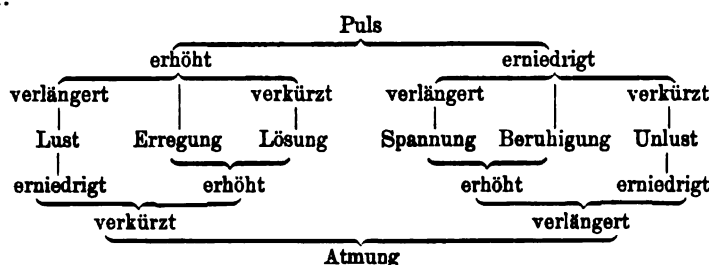 Puls
erhöht erniedrigt
verlängert verkürzt verlängert verkürzt
Lust Erregung Lösung Spannung Beruhigung Unlust
erniedrigt erhöht erhöht erniedrigt
verkürzt verlängert
Atmung